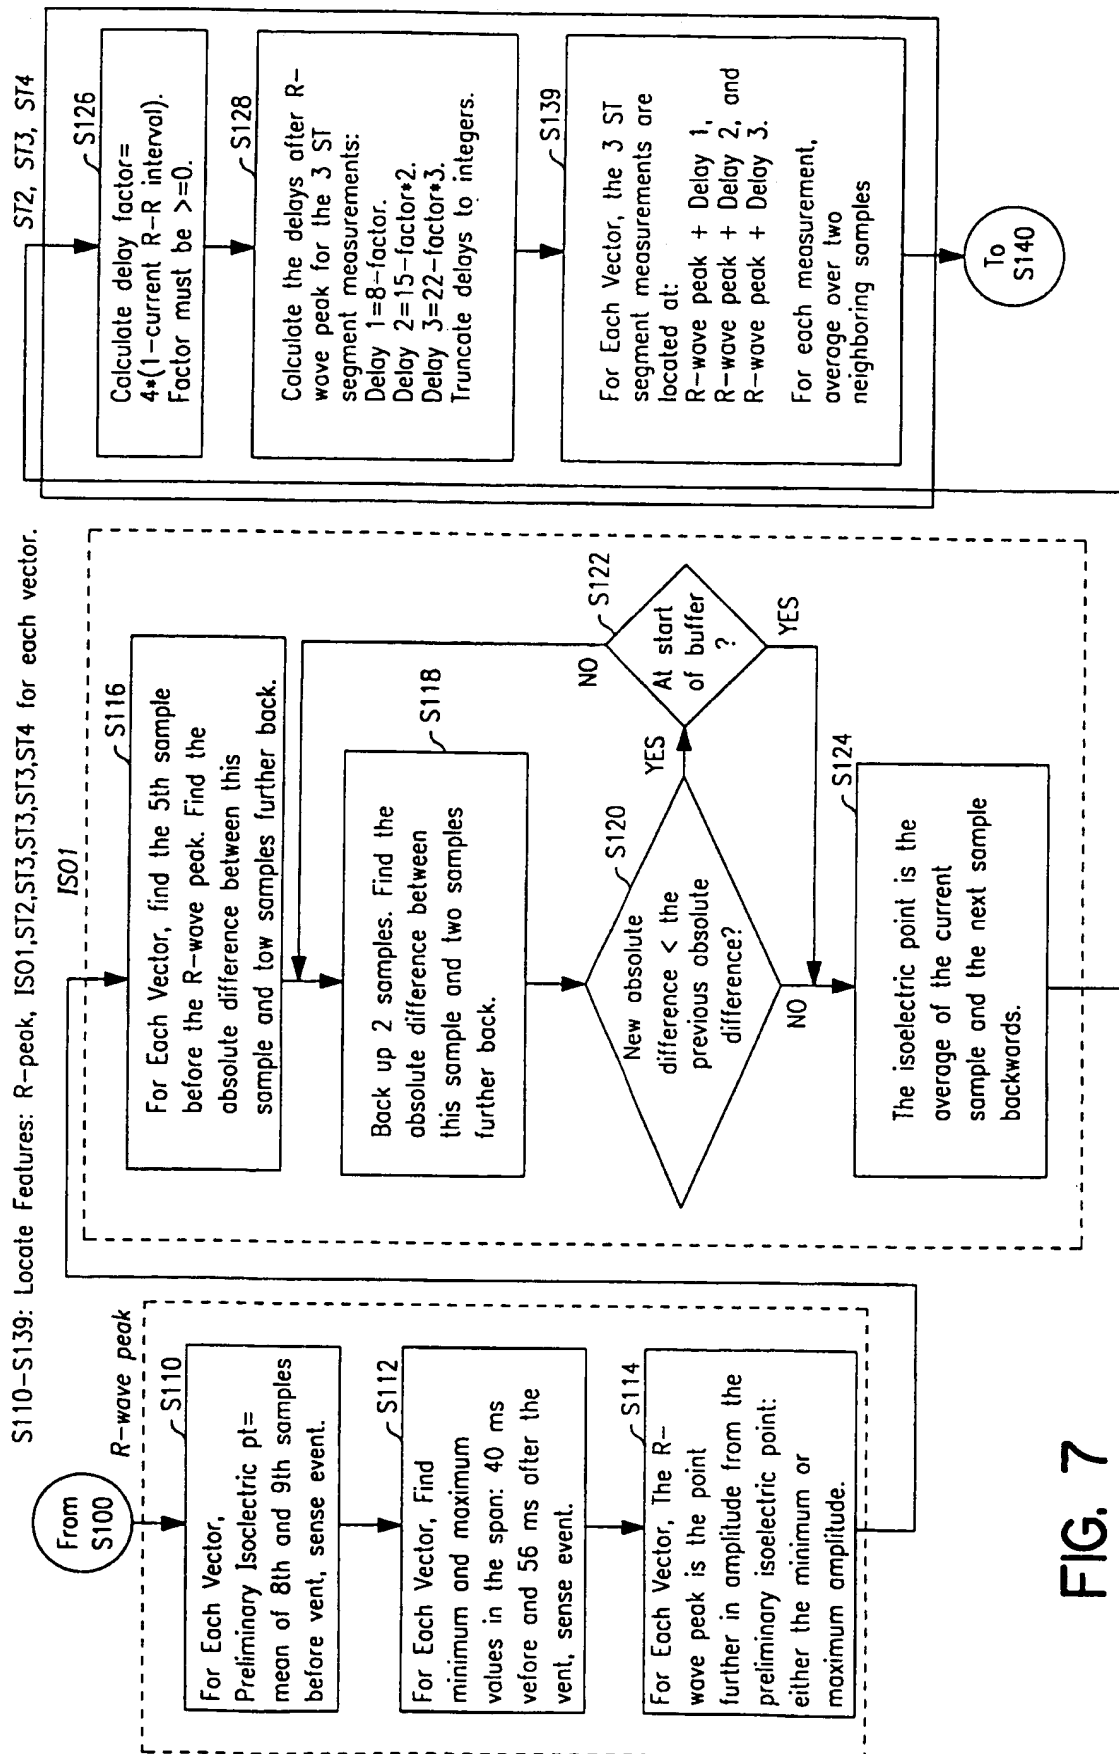 S110-S139: Locate Features: R-peak, ISO1,ST2,ST3,ST3,ST4 for each vector.
From
S100
R-wave peak
S110
For Each Vector,
Preliminary Isoclectric pt=
mean of 8th and 9th samples
before vent, sense event.
S112
For Each Vector, Find
minimum and maximum
values in the span: 40 ms
vefore and 56 ms after the
vent, sense event.
S114
For Each Vector, The R-
wave peak is the point
further in amplitude from the
preliminary isoelectric point:
either the minimum or
maximum amplitude.
ISO1
S116
For Each Vector, find the 5th sample
before the R-wave peak. Find the
absolute difference between this
sample and tow samples further back.
S118
Back up 2 samples. Find the
absolute difference between
this sample and two samples
further back.
S120
New absolute
difference < the
previous absolute
difference?
YES
NO
S122
At start
of buffer
?
NO
YES
S124
The isoelectric point is the
average of the current
sample and the next sample
backwards.
ST2, ST3, ST4
S126
Calculate delay factor=
4*(1-current R-R interval).
Factor must be >=0.
S128
Calculate the delays after R-
wave peak for the 3 ST
segment measurements:
Delay 1=8-factor.
Delay 2=15-factor*2.
Delay 3=22-factor*3.
Truncate delays to integers.
S139
For Each Vector, the 3 ST
segment measurements are
located at:
R-wave peak + Delay 1,
R-wave peak + Delay 2, and
R-wave peak + Delay 3.
For each measurement,
average over two
neighboring samples
To
S140
FIG. 7